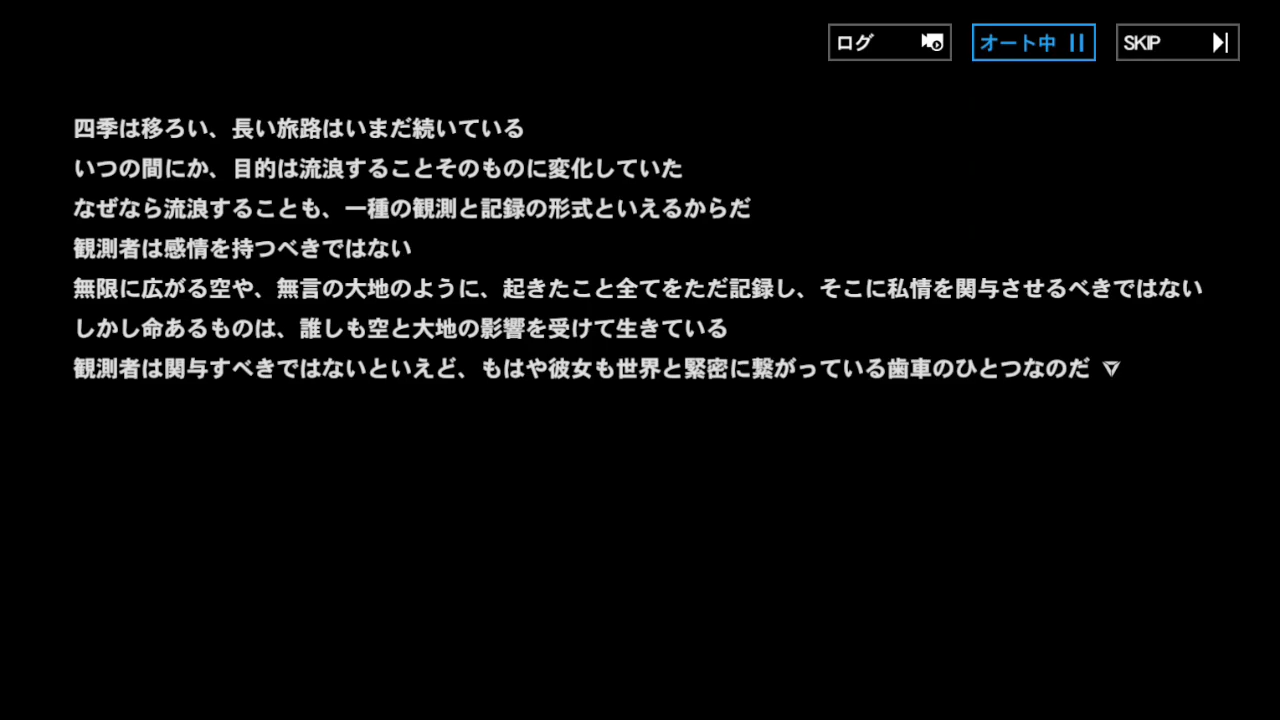 ログ
オート中
SKIP
四季は移ろい、長い旅路はいまだ続いている
いつの間にか、目的は流浪することそのものに変化していた
なぜなら流浪することも、一種の観測と記録の形式といえるからだ
観測者は感情を持つべきではない
無限に広がる空や、無言の大地のように、起きたこと全てをただ記録し、そこに私情を関与させるべきではない
しかし命あるものは、誰しも空と大地の影響を受けて生きている
観測者は関与すべきではないといえど、もはや彼女も世界と緊密に繋がっている歯車のひとつなのだ